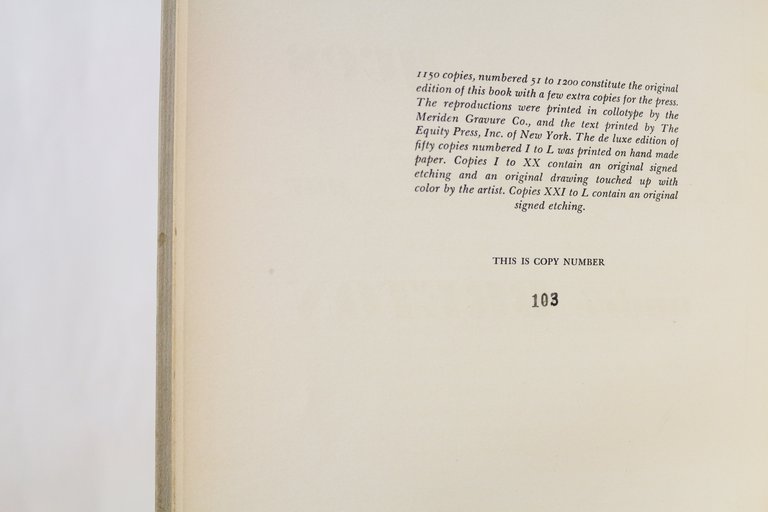 1150 copies, numbered 51 to 1200 constitute the original
edition of this book with a few extra copies for the press.
The reproductions were printed in collotype by the
Meriden Gravure Co., and the text printed by The
Equity Press, Inc. of New York. The de luxe edition of
fifty copies numbered I to L was printed on hand made
paper. Copies I to XX contain an original signed
etching and an original drawing touched up with
color by the artist. Copies XXI to L contain an original
signed etching.
THIS IS COPY NUMBER
103